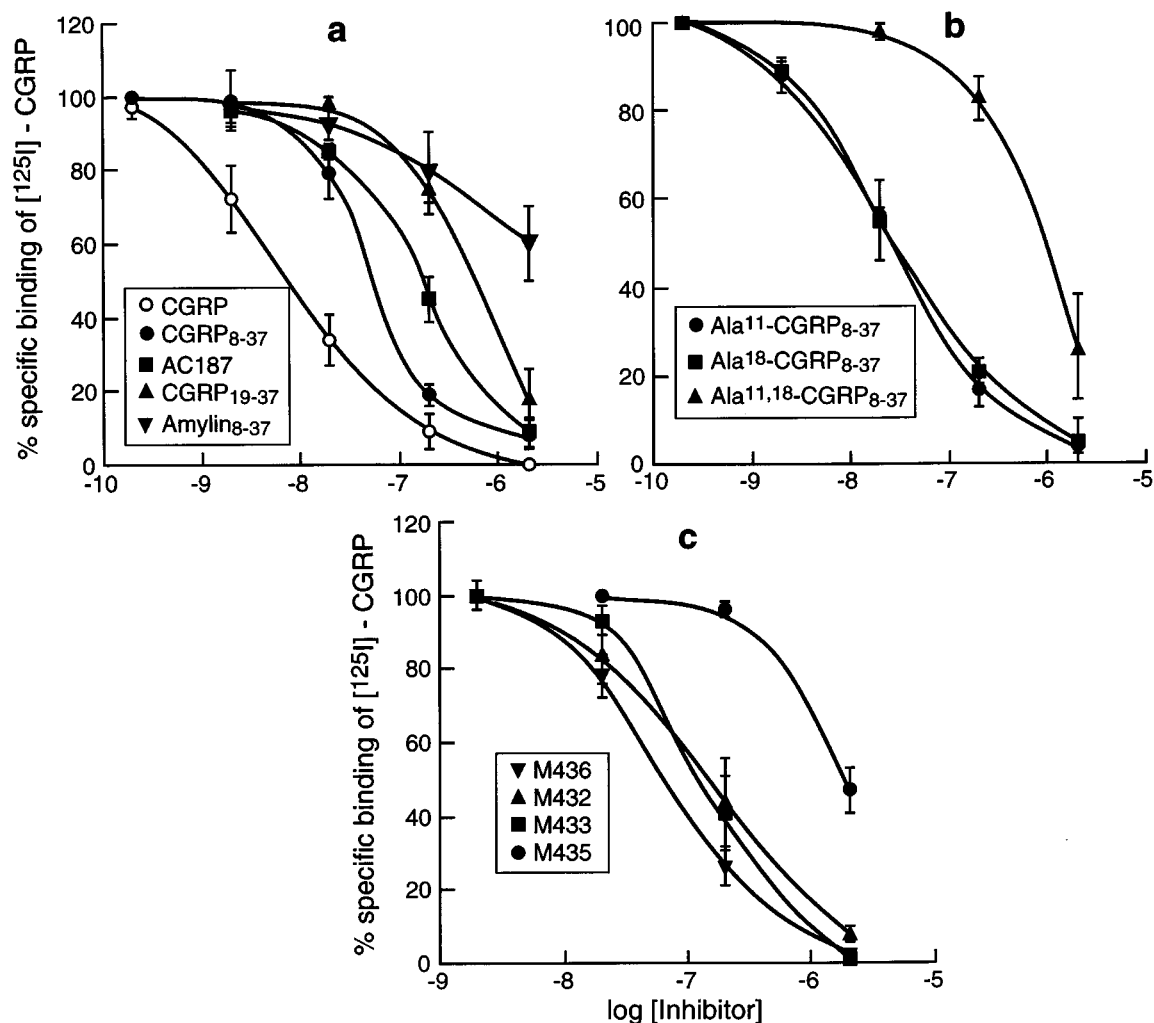 a
% specific binding of [125I] - CGRP
120
100
80
60
40
20
0
-10
-9
-8
-7
-6
-5
CGRP
CGRP8-37
AC187
CGRP19-37
Amylin8-37
b
100
80
60
40
20
0
-10
-9
-8
-7
-6
-5
Ala11-CGRP8-37
Ala18-CGRP8-37
Ala11,18-CGRP8-37
c
% specific binding of [125I] - CGRP
120
100
80
60
40
20
0
-9
-8
-7
-6
-5
M436
M432
M433
M435
log [Inhibitor]